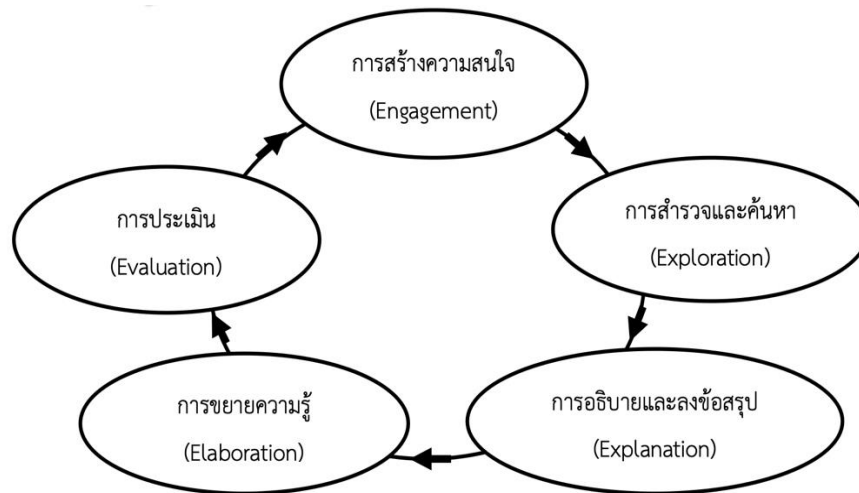 การสร้างความสนใจ
(Engagement)
การสำรวจและค้นหา
(Exploration)
การอธิบายและลงข้อสรุป
(Explanation)
การขยายความรู้
(Elaboration)
การประเมิน
(Evaluation)